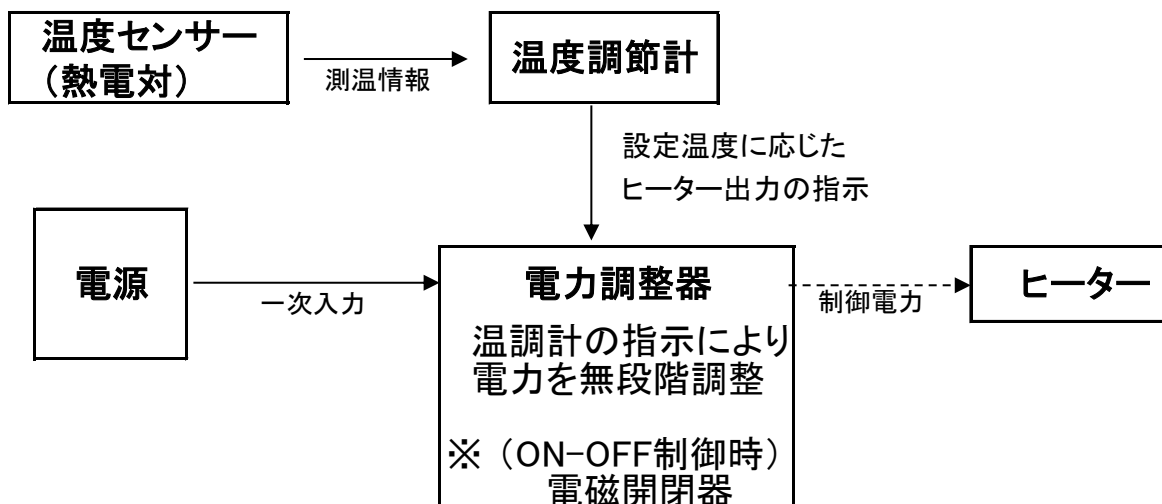 温度センサー
（熱電対）
測温情報
温度調節計
設定温度に応じた
ヒーター出力の指示
電源
一次入力
電力調整器
温調計の指示により
電力を無段階調整
※（ON-OFF制御時）
電磁開閉器
制御電力
ヒーター